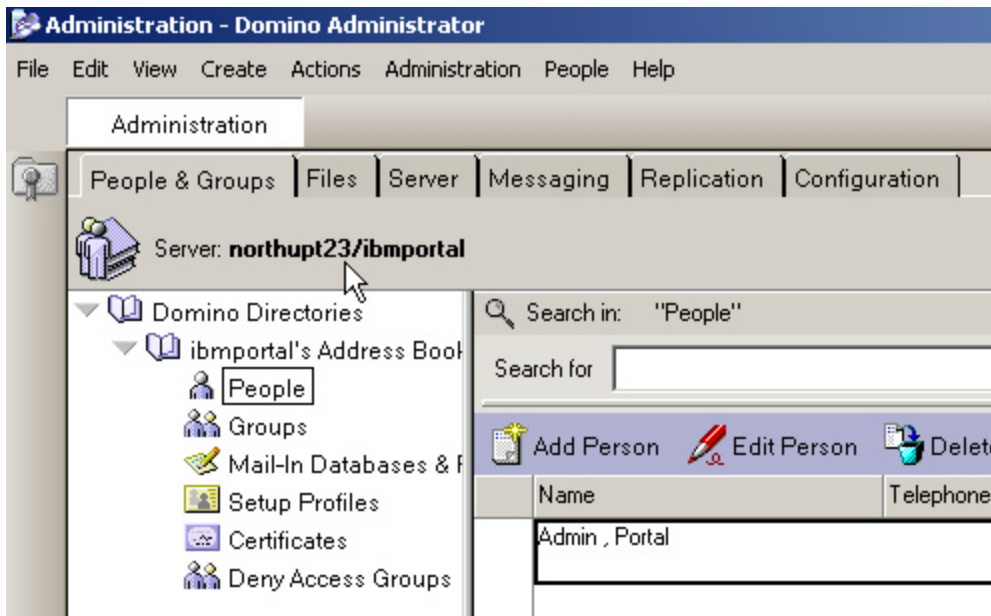 Administration - Domino Administrator
File Edit View Create Actions Administration People Help
Administration
People & Groups Files Server Messaging Replication Configuration
Server: northupt23/ibmportal
Domino Directories
ibmportal's Address
People
Groups
Mail-In Databases &
Setup Profiles
Certificates
Deny Access Groups
Search in: "People"
Search for
Add Person Edit Person
Name Telephone
Admin , Portal